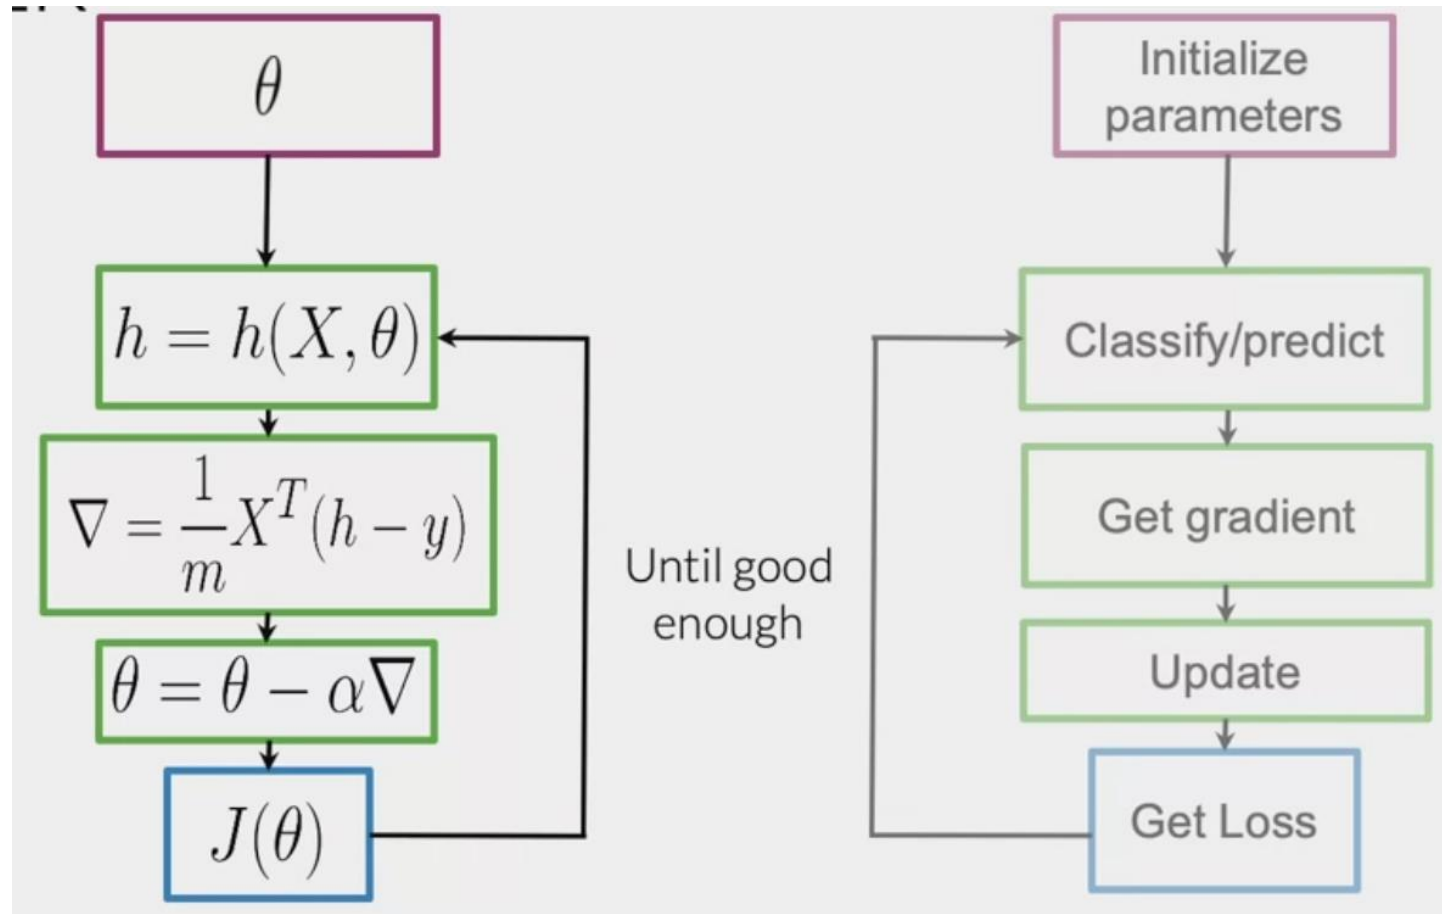 θ
h = h(X, θ)
∇ = 1/m X^T(h − y)
θ = θ − α∇
J(θ)
Until good
enough
Initialize
parameters
Classify/predict
Get gradient
Update
Get Loss